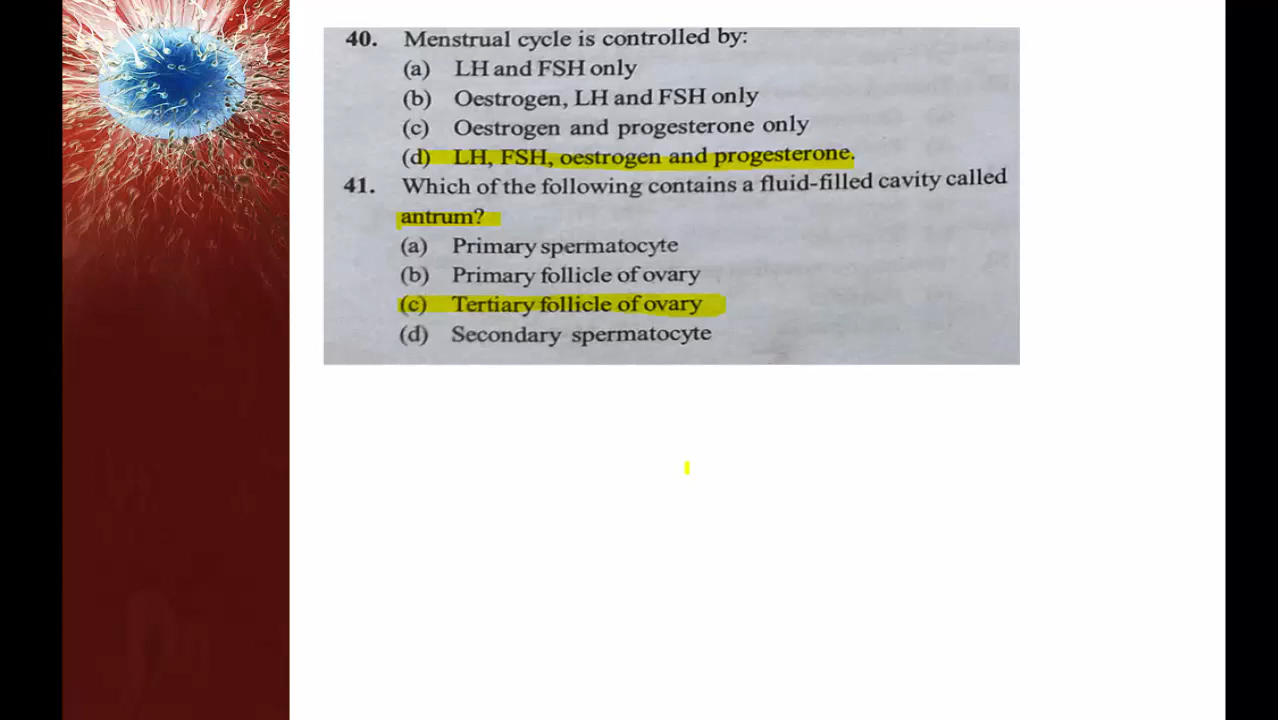 40. Menstrual cycle is controlled by:
(a) LH and FSH only
(b) Oestrogen, LH and FSH only
(c) Oestrogen and progesterone only
(d) LH, FSH, oestrogen and progesterone.
41. Which of the following contains a fluid-filled cavity called
antrum?
(a) Primary spermatocyte
(b) Primary follicle of ovary
(c) Tertiary follicle of ovary
(d) Secondary spermatocyte